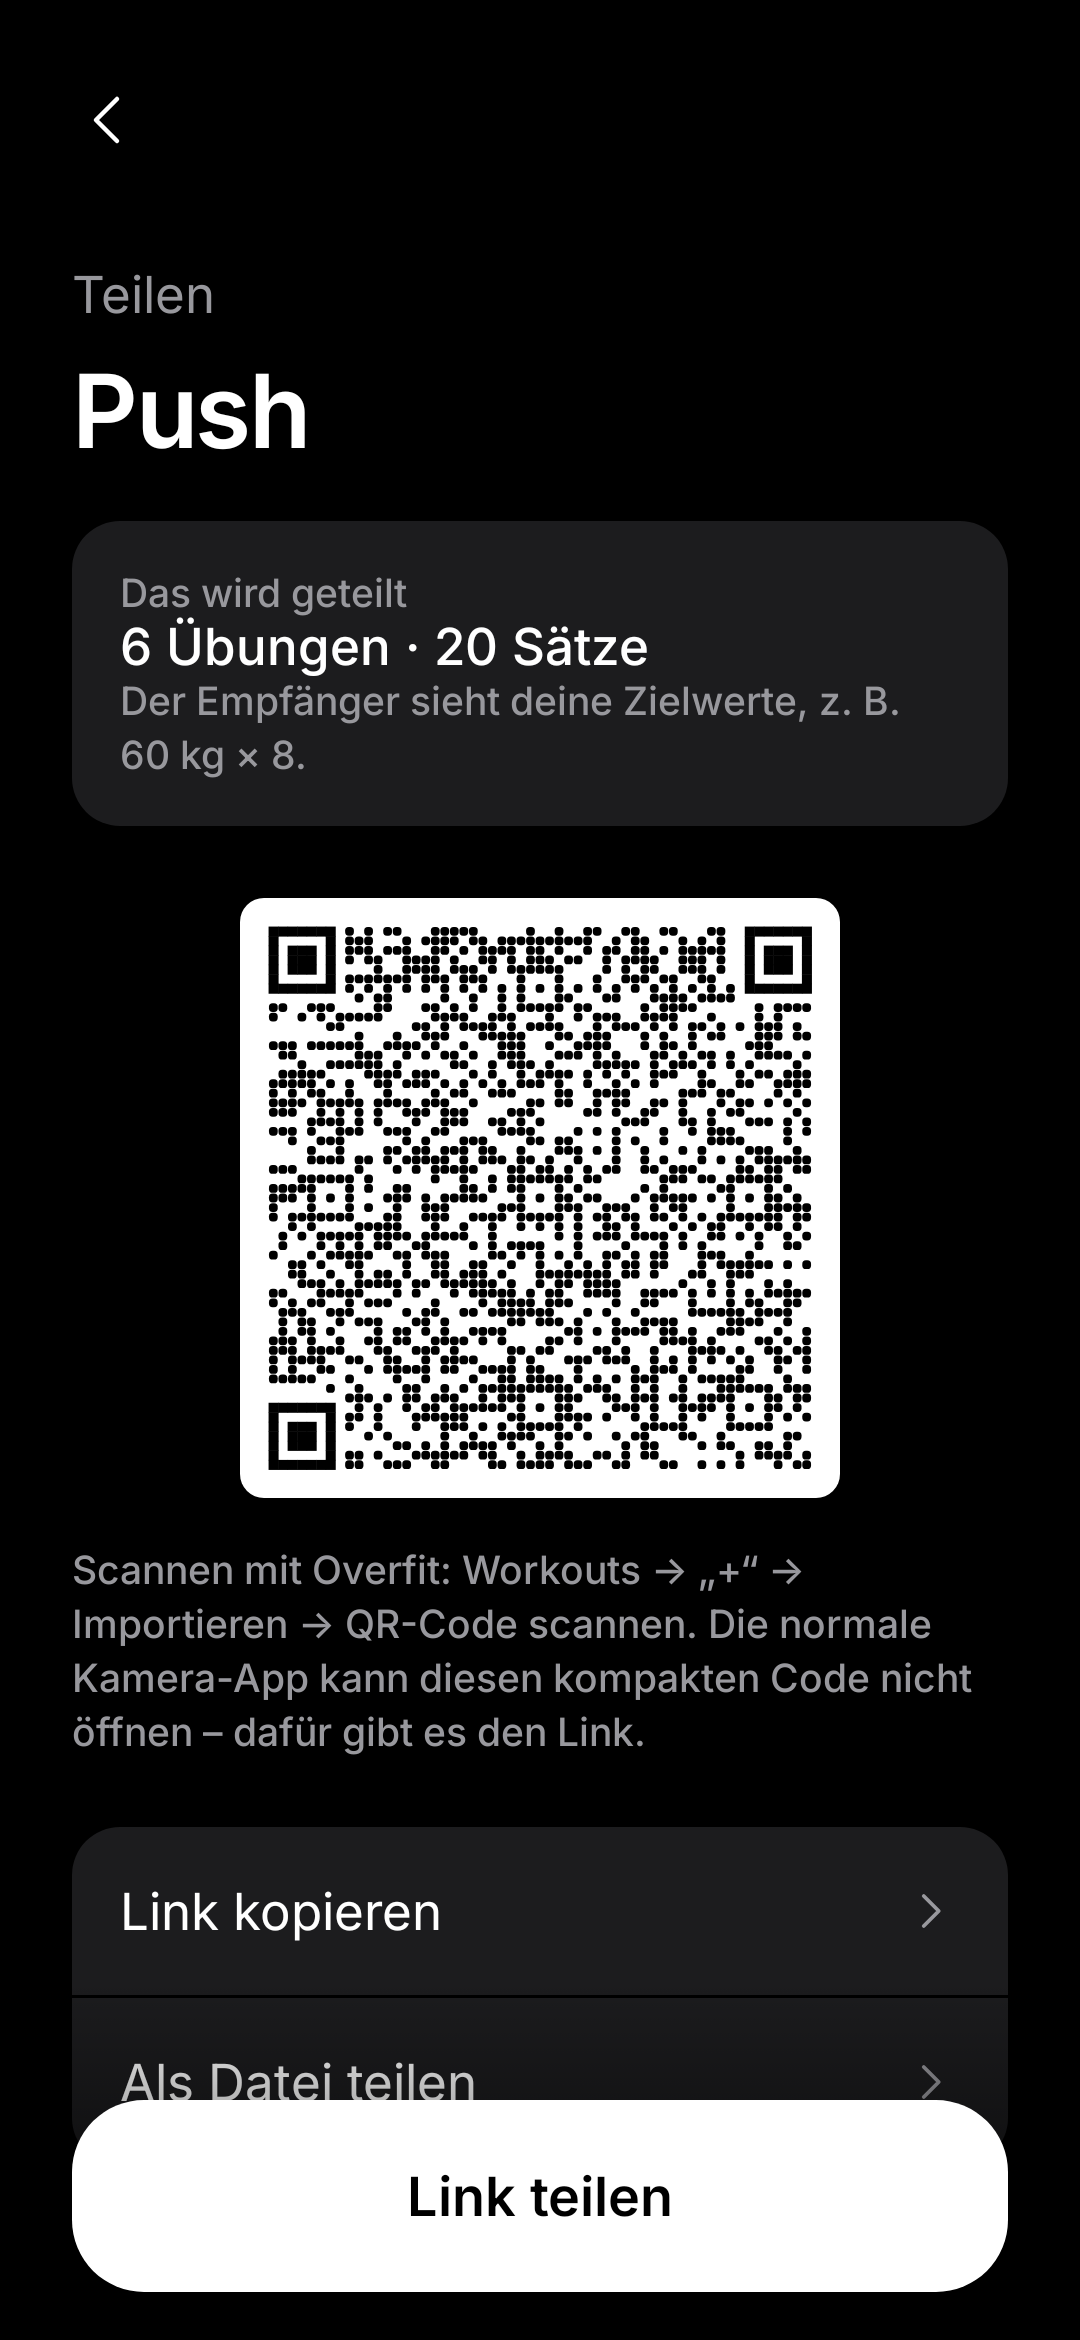 Teilen
Push
Das wird geteilt
6 Übungen · 20 Sätze
Der Empfänger sieht deine Zielwerte, z. B.
60 kg × 8.
Scannen mit Overfit: Workouts → „+“ →
Importieren → QR-Code scannen. Die normale
Kamera-App kann diesen kompakten Code nicht
öffnen – dafür gibt es den Link.
Link kopieren
Als Datei teilen
Link teilen